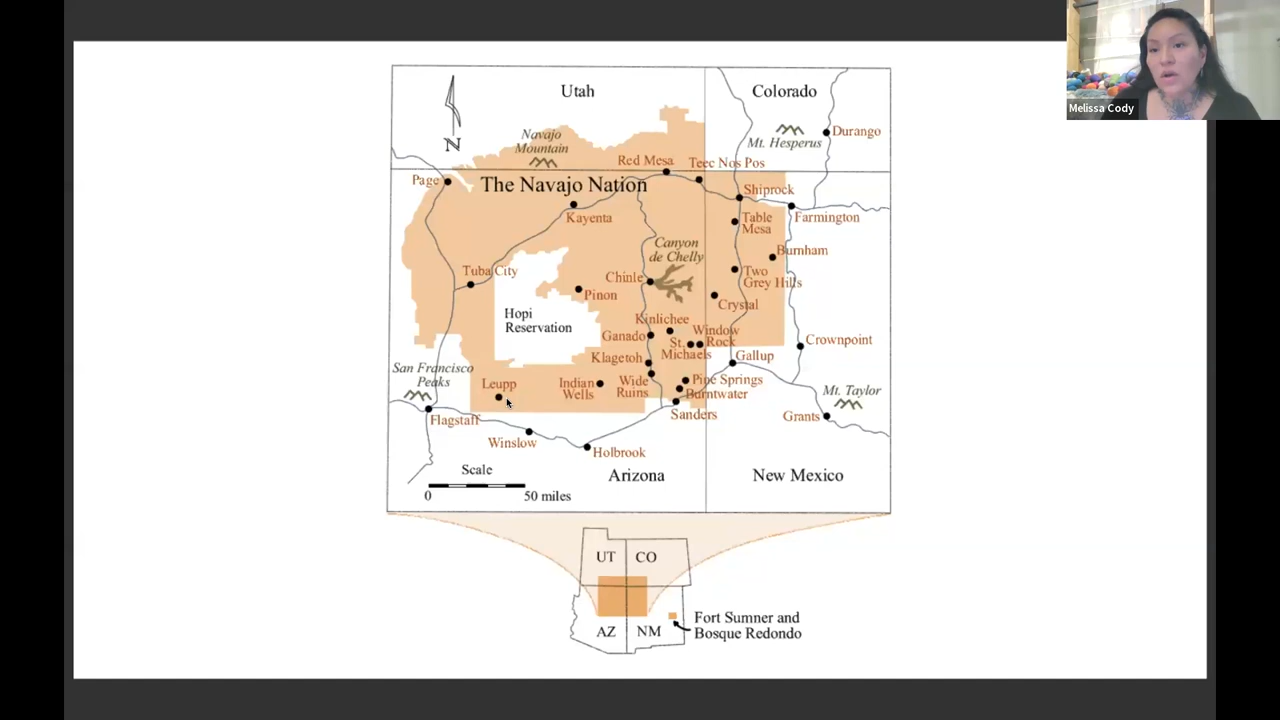 Melissa Cody
Utah
Colorado
Navajo
Mountain
Mt. Hesperus
Durango
N
Red Mesa
Teec Nos Pos
Page
The Navajo Nation
Shiprock
Kayenta
Table
Mesa
Farmington
Canyon
de Chelly
Burnham
Tuba City
Chinle
Two
Grey Hills
Pinon
Crystal
Hopi
Reservation
Kinlichee
Ganado
St.
Michaels
Window
Rock
Crownpoint
Klagetoh
Gallup
San Francisco
Peaks
Leupp
Indian
Wells
Wide
Ruins
Pine Springs
Burntwater
Mt. Taylor
Flagstaff
Sanders
Grants
Winslow
Holbrook
Scale
0
50 miles
Arizona
New Mexico
UT
CO
AZ
NM
Fort Sumner and
Bosque Redondo